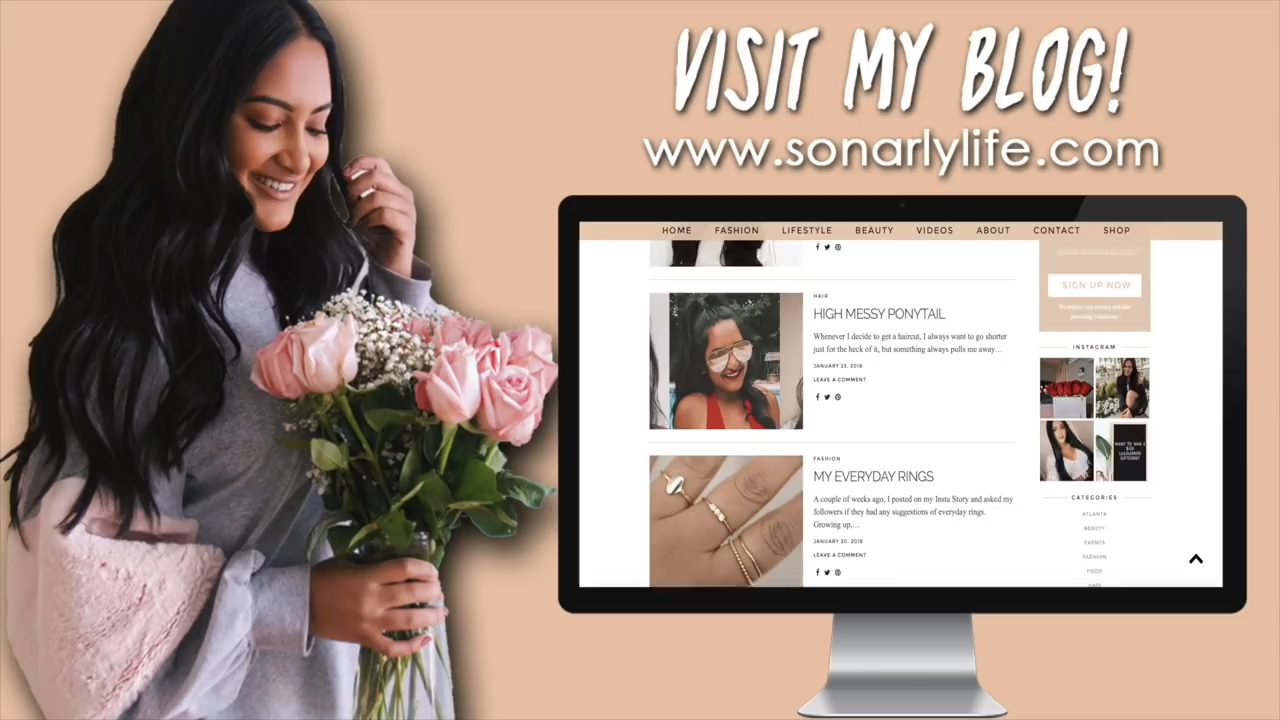 VISIT MY BLOG!
www.sonarlylife.com
HOME FASHION LIFESTYLE BEAUTY VIDEOS ABOUT CONTACT SHOP
HAIR
HIGH MESSY PONYTAIL
Whenever I decide to get a haircut, I always want to go shorter
just for the heck of it, but something always pulls me away…
JANUARY 23, 2018
LEAVE A COMMENT
FASHION
MY EVERYDAY RINGS
A couple of weeks ago, I posted on my Insta Story and asked my
followers if they had any suggestions of everyday rings.
Growing up,…
JANUARY 20, 2018
LEAVE A COMMENT
SIGN UP NOW
INSTAGRAM
CATEGORIES
ATLANTA
BEAUTY
EVENTS
FASHION
FOOD